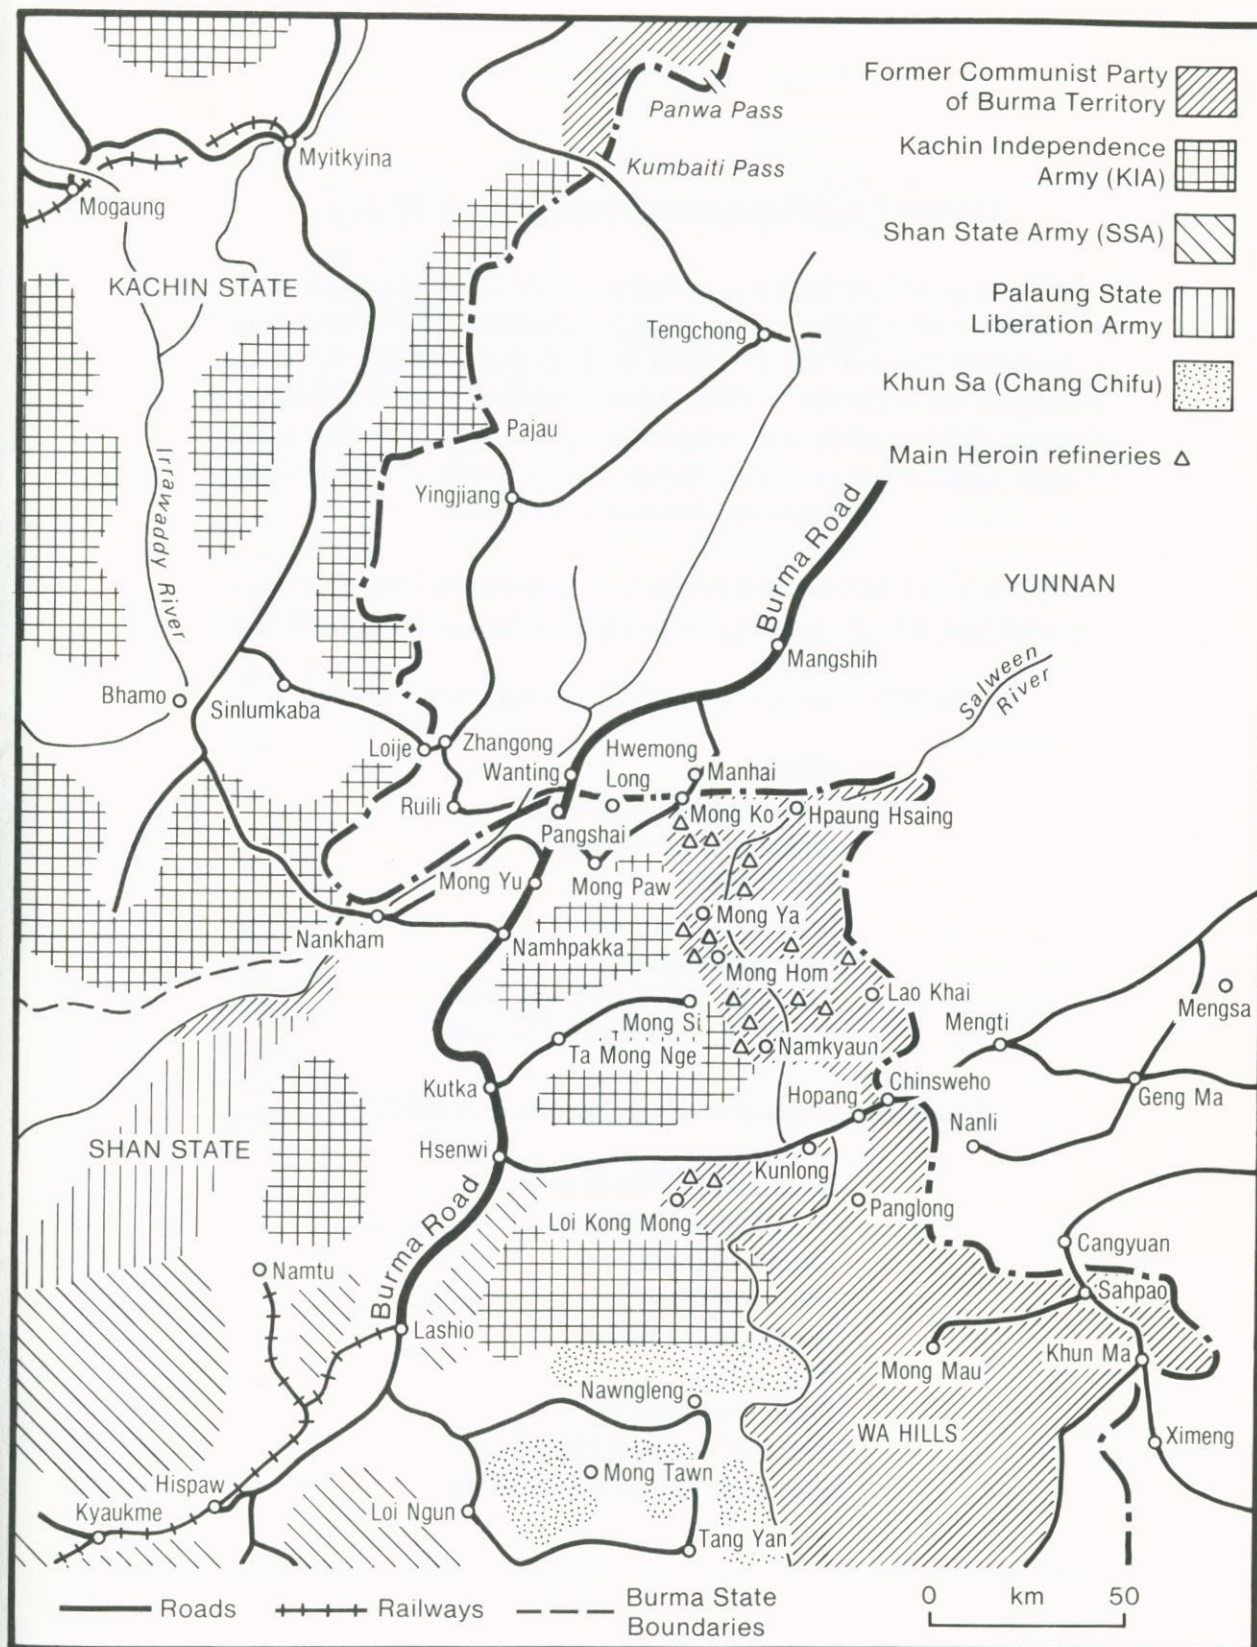 Former Communist Party
of Burma Territory
Kachin Independence
Army (KIA)
Shan State Army (SSA)
Palaung State
Liberation Army
Khun Sa (Chang Chifu)
Main Heroin refineries
Panwa Pass
Kumbaiti Pass
Myitkyina
Mogaung
KACHIN STATE
Tengchong
Pajau
Yingjiang
Irrawaddy River
Burma Road
YUNNAN
Mangshih
Salween
River
Bhamo
Sinlumkaba
Loije
Zhangong
Wanting
Hwemong
Long
Manhai
Ruili
Mong Ko
Hpaung Hsaing
Pangshai
Mong Yu
Mong Paw
Mong Ya
Nankham
Namhpakka
Mong Hom
Lao Khai
Mengsa
Mong Si
Mengti
Ta Mong Nge
Namkyaun
Kutka
Chinsweho
Hopang
Geng Ma
Nanli
SHAN STATE
Hsenwi
Kunlong
Burma Road
Loi Kong Mong
Panglong
Namtu
Cangyuan
Sahpao
Lashio
Mong Mau
Khun Ma
Nawngleng
WA HILLS
Ximeng
Mong Tawn
Hispaw
Kyaukme
Loi Ngun
Tang Yan
Roads
Railways
Burma State
Boundaries
0 km 50